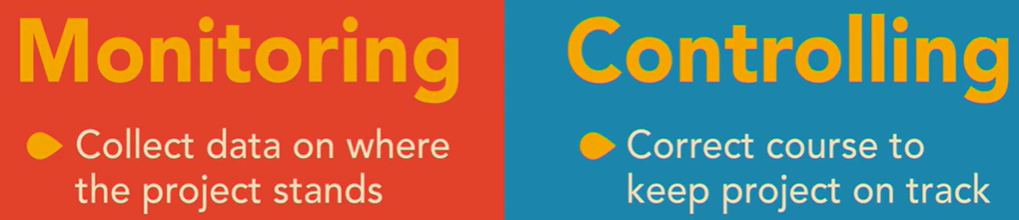 Monitoring
Collect data on where
the project stands
Controlling
Correct course to
keep project on track